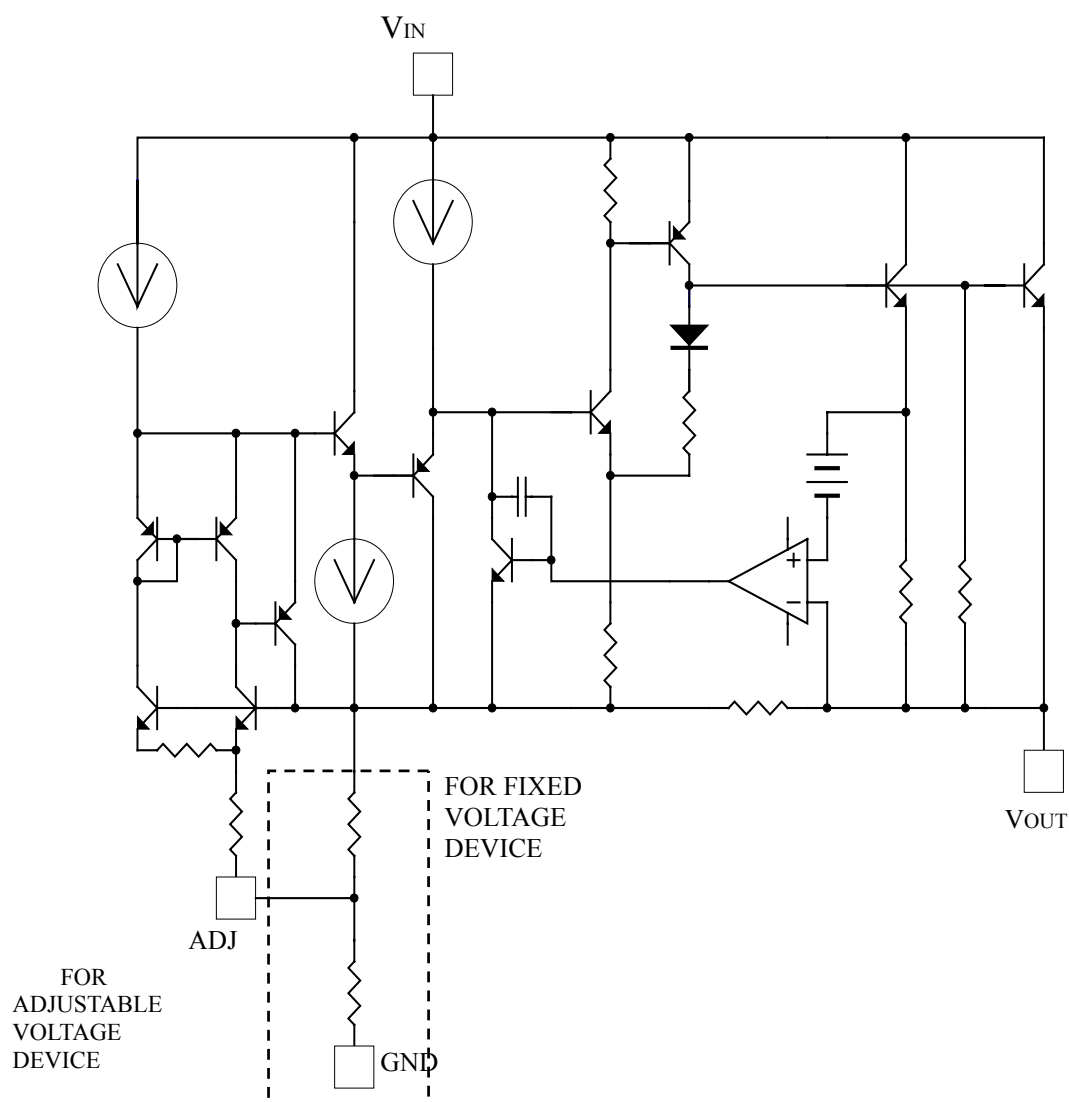 VIN
FOR FIXED
VOLTAGE
DEVICE
VOUT
ADJ
FOR
ADJUSTABLE
VOLTAGE
DEVICE
GND
+
−